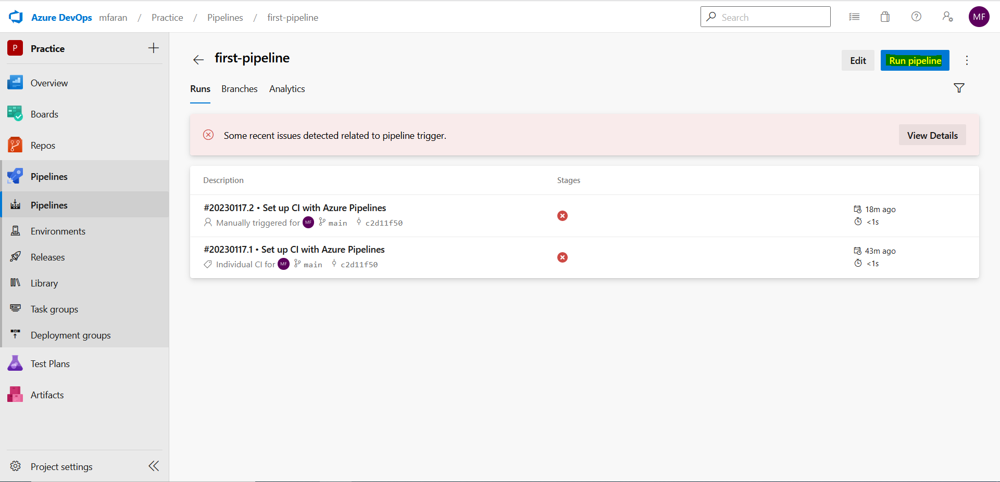 Azure DevOps mfaran / Practice / Pipelines / first-pipeline
Search
MF
P Practice
Overview
Boards
Repos
Pipelines
Pipelines
Environments
Releases
Library
Task groups
Deployment groups
Test Plans
Artifacts
Project settings
first-pipeline
Edit
Run pipeline
Runs Branches Analytics
Some recent issues detected related to pipeline trigger.
View Details
Description Stages
#20230117.2 • Set up CI with Azure Pipelines
Manually triggered for MF main c2d11f50
18m ago
<1s
#20230117.1 • Set up CI with Azure Pipelines
Individual CI for MF main c2d11f50
43m ago
<1s